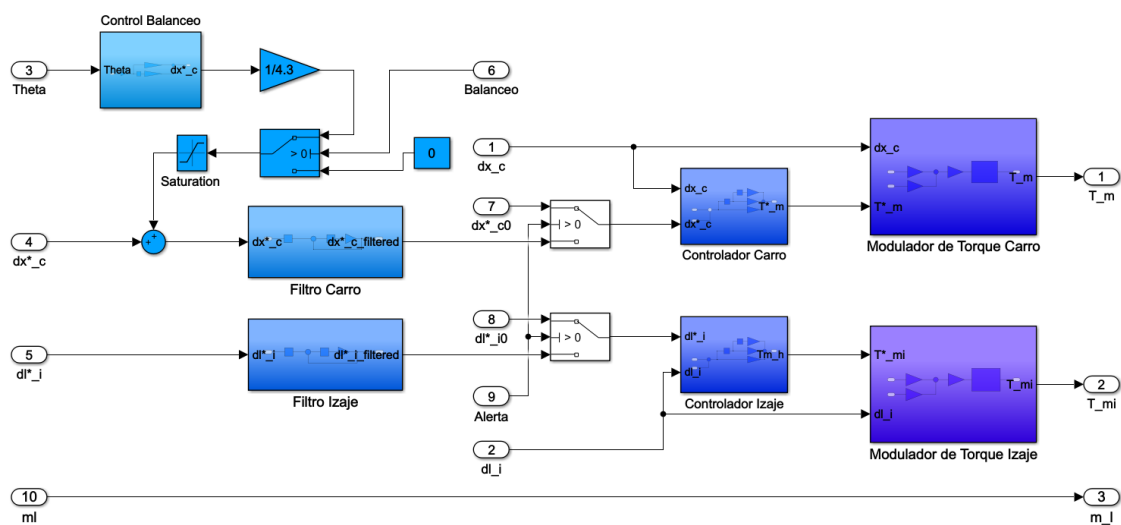 Control Balanceo
3
Theta
Theta
dx*_c
1/4.3
6
Balanceo
> 0
0
Saturation
1
dx_c
dx_c
T*_m
T_m
1
T_m
Modulador de Torque Carro
dx_c
dx*_c
T*_m
Controlador Carro
7
dx*_c0
> 0
4
dx*_c
+
+
dx*_c
dx*_c_filtered
Filtro Carro
8
dl*_i0
> 0
5
dl*_i
dl*_i
dl*_i_filtered
Filtro Izaje
dl*_i
dl_i
Tm_h
Controlador Izaje
T*_mi
dl_i
T_mi
2
T_mi
Modulador de Torque Izaje
9
Alerta
2
dl_i
10
ml
3
m_l